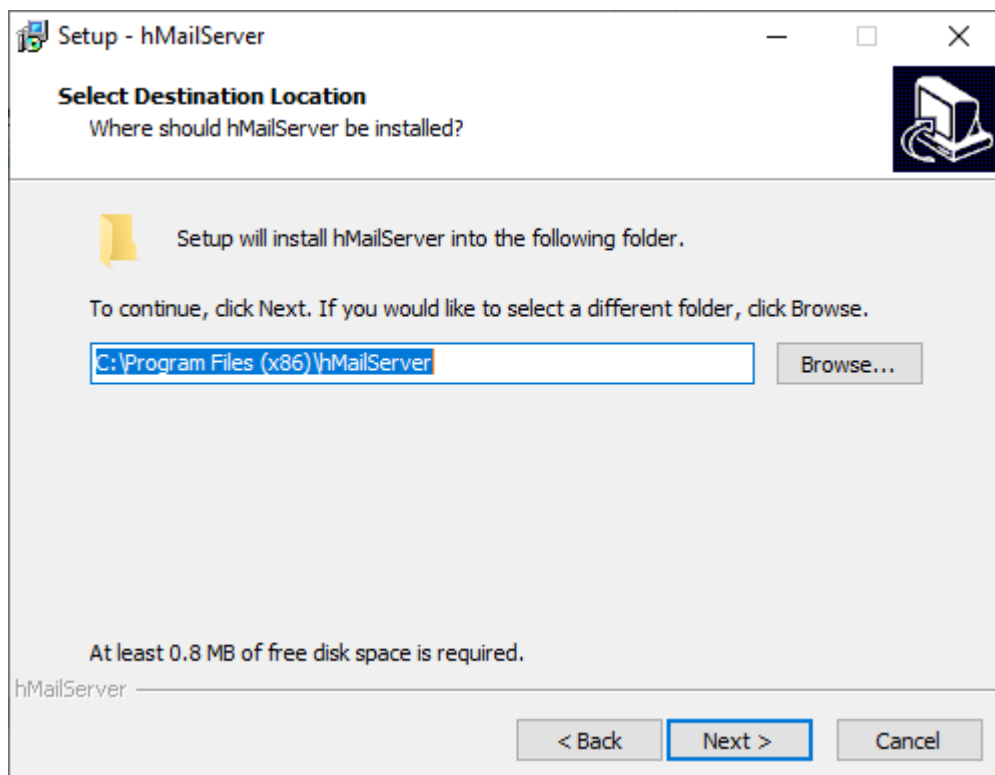 Setup - hMailServer
Select Destination Location
Where should hMailServer be installed?
Setup will install hMailServer into the following folder.
To continue, click Next. If you would like to select a different folder, click Browse.
C:\Program Files (x86)\hMailServer
Browse...
At least 0.8 MB of free disk space is required.
hMailServer
< Back
Next >
Cancel